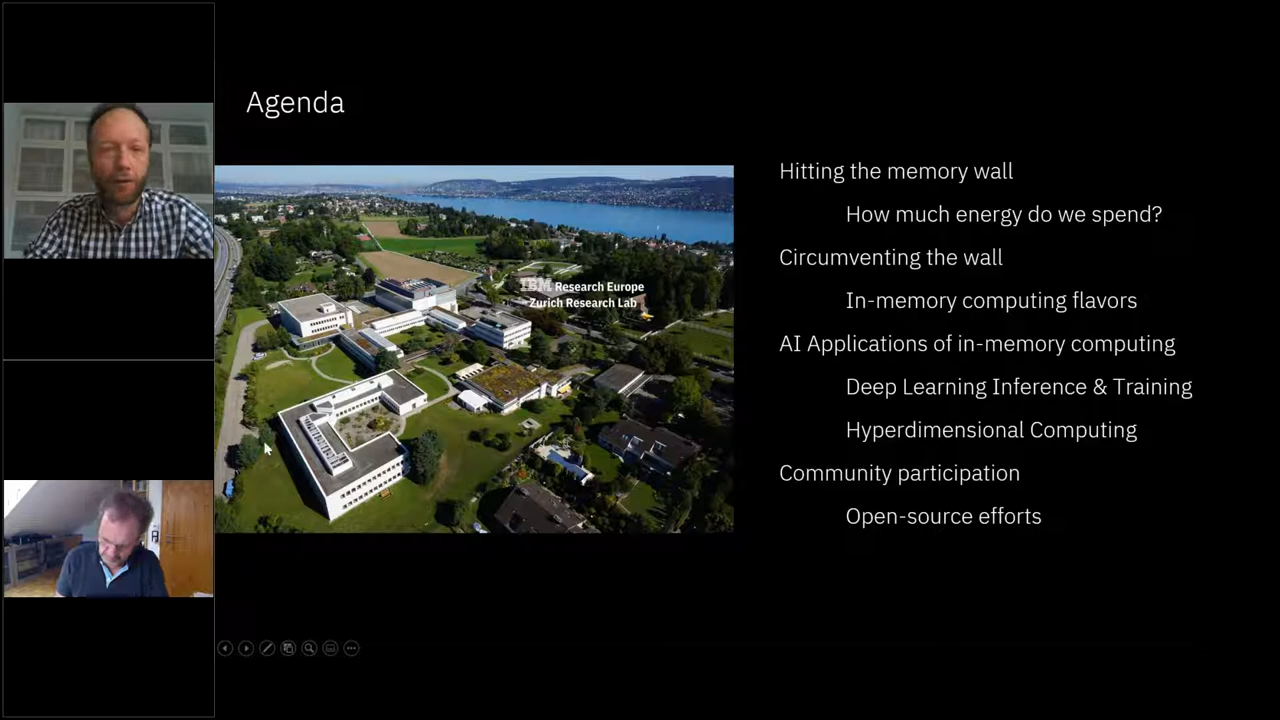 Agenda
IBM Research Europe
Zurich Research Lab
Hitting the memory wall
How much energy do we spend?
Circumventing the wall
In-memory computing flavors
AI Applications of in-memory computing
Deep Learning Inference & Training
Hyperdimensional Computing
Community participation
Open-source efforts